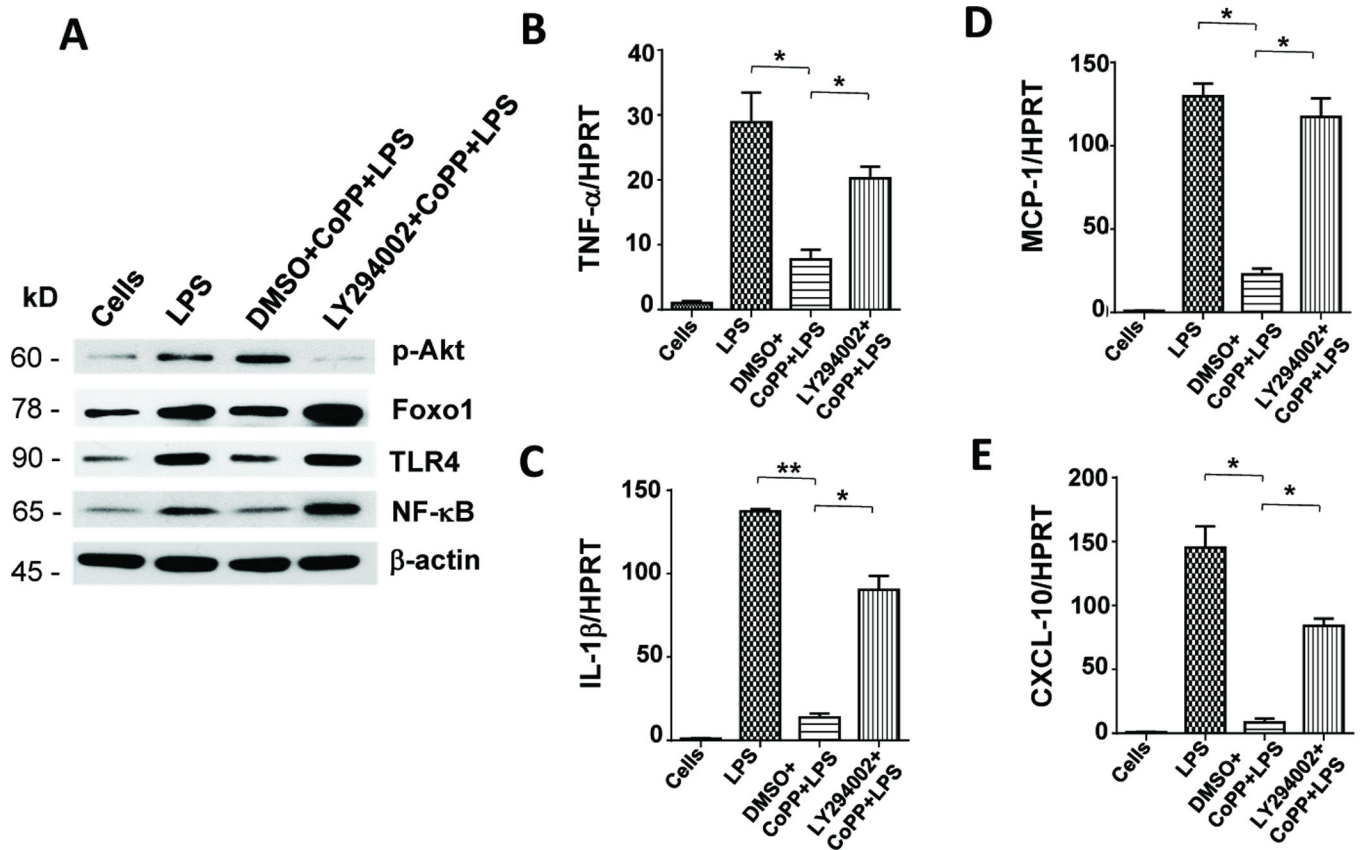 A
kD
Cells
LPS
DMSO+CoPP+LPS
LY294002+CoPP+LPS
60 -
p-Akt
78 -
Foxo1
90 -
TLR4
65 -
NF-κB
45 -
β-actin
B
TNF-α/HPRT
40
30
20
10
0
*
*
Cells
LPS
DMSO+
CoPP+LPS
LY294002+
CoPP+LPS
C
IL-1β/HPRT
150
100
50
0
**
*
Cells
LPS
DMSO+
CoPP+LPS
LY294002+
CoPP+LPS
D
MCP-1/HPRT
150
100
50
0
*
*
Cells
LPS
DMSO+
CoPP+LPS
LY294002+
CoPP+LPS
E
CXCL-10/HPRT
200
150
100
50
0
*
*
Cells
LPS
DMSO+
CoPP+LPS
LY294002+
CoPP+LPS